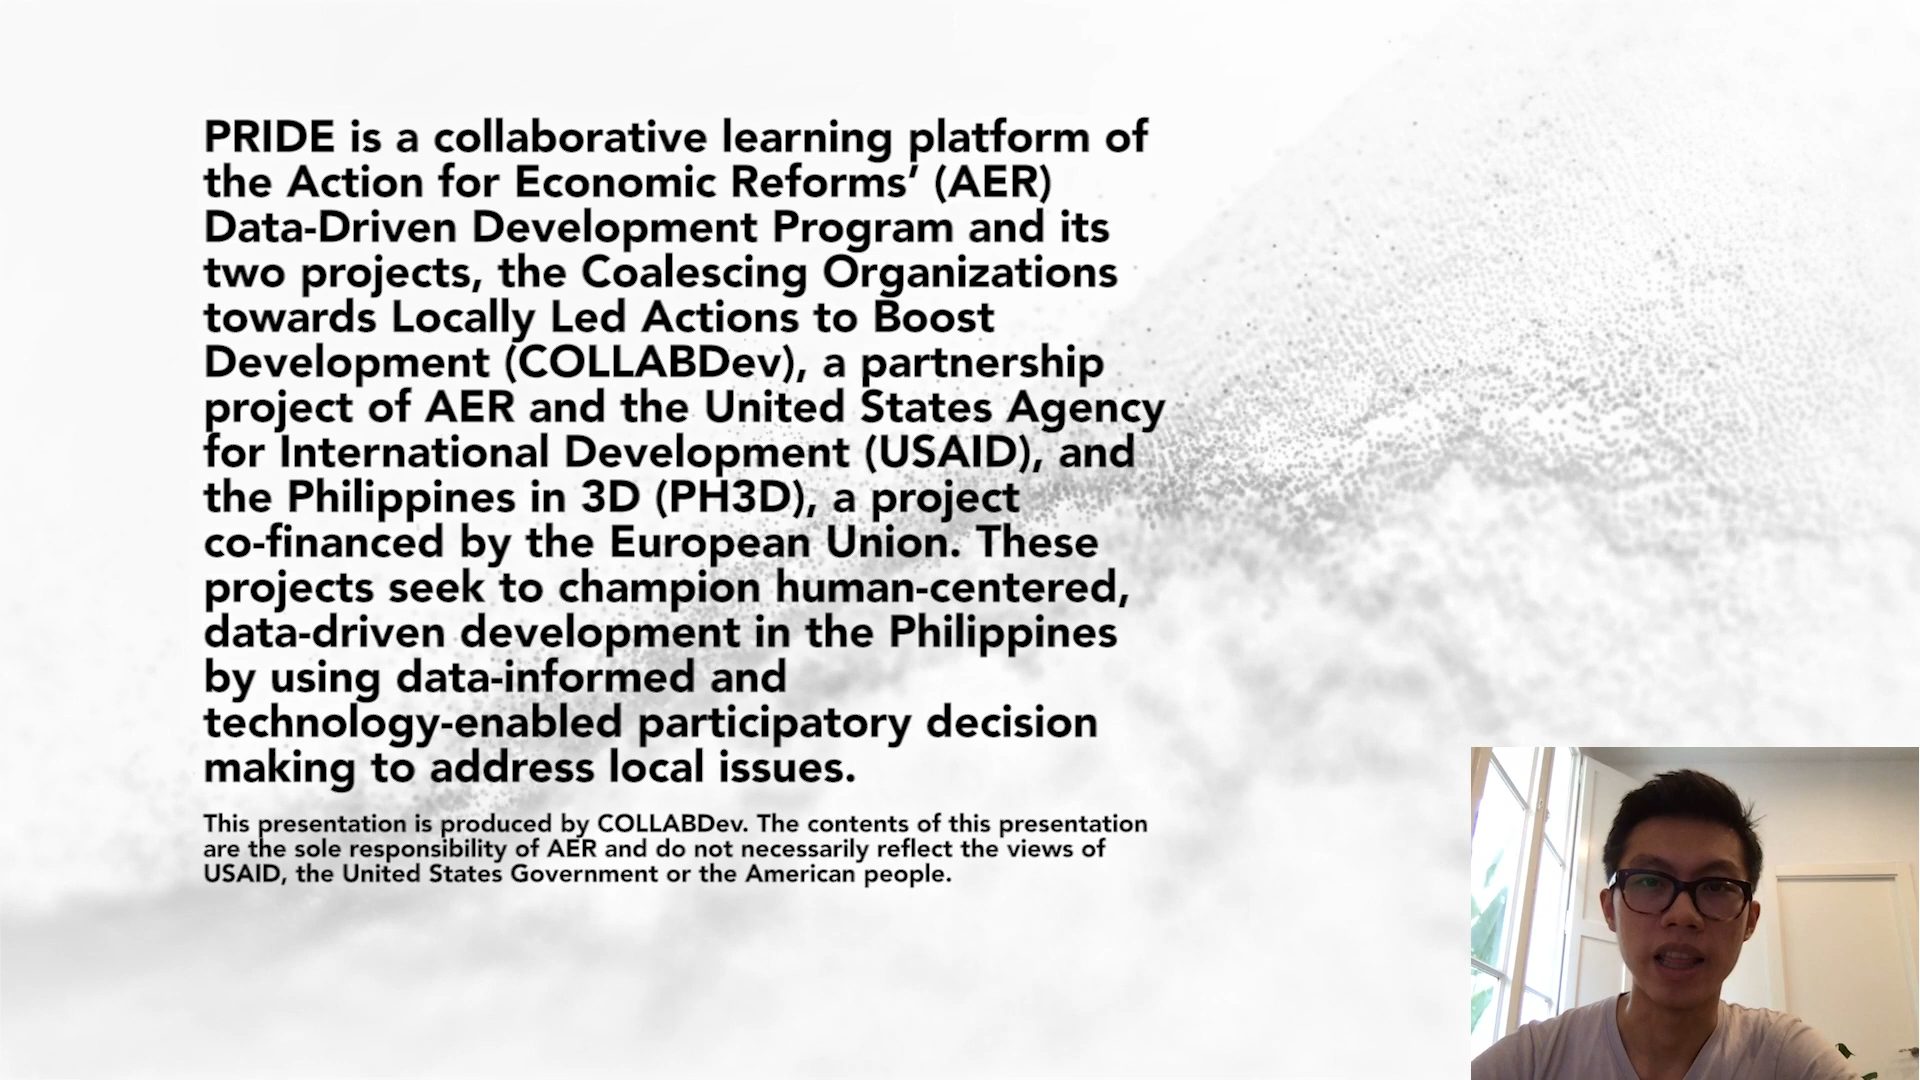 PRIDE is a collaborative learning platform of
the Action for Economic Reforms’ (AER)
Data-Driven Development Program and its
two projects, the Coalescing Organizations
towards Locally Led Actions to Boost
Development (COLLABDev), a partnership
project of AER and the United States Agency
for International Development (USAID), and
the Philippines in 3D (PH3D), a project
co-financed by the European Union. These
projects seek to champion human-centered,
data-driven development in the Philippines
by using data-informed and
technology-enabled participatory decision
making to address local issues.
This presentation is produced by COLLABDev. The contents of this presentation
are the sole responsibility of AER and do not necessarily reflect the views of
USAID, the United States Government or the American people.